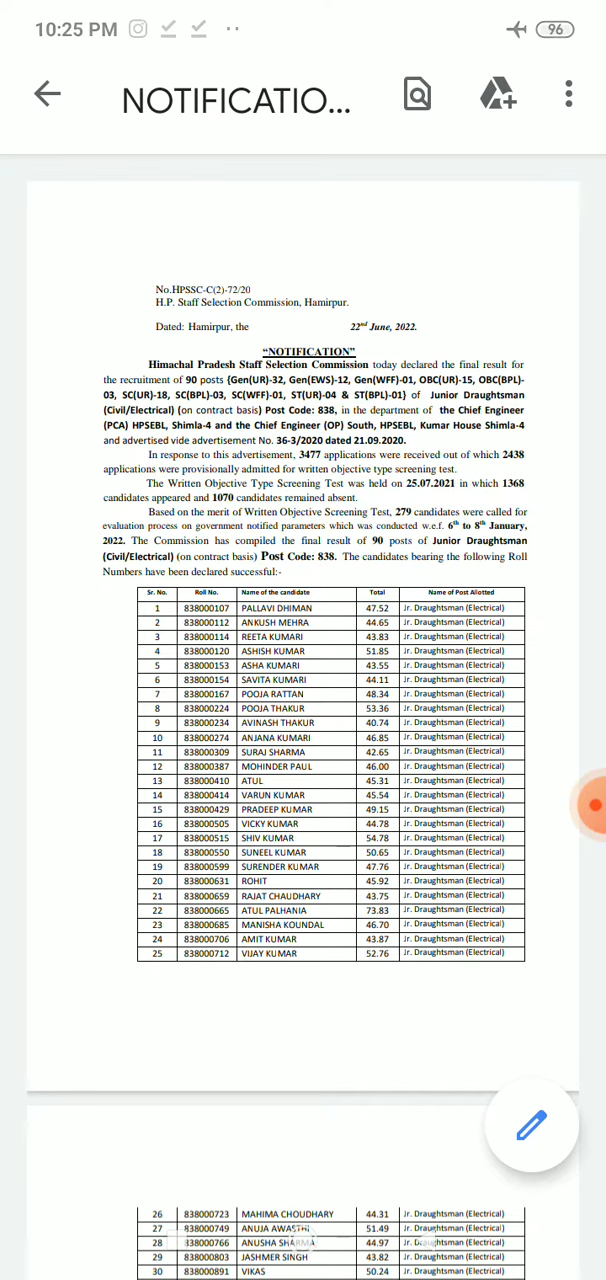 10:25 PM
96
NOTIFICATIO...
No.HPSSC-C(2)-72/20
H.P. Staff Selection Commission, Hamirpur.
Dated: Hamirpur, the 22nd June, 2022.
“NOTIFICATION”
Himachal Pradesh Staff Selection Commission today declared the final result for
the recruitment of 90 posts {Gen(UR)-32, Gen(EWS)-12, Gen(WFF)-01, OBC(UR)-15, OBC(BPL)-
03, SC(UR)-18, SC(BPL)-03, SC(WFF)-01, ST(UR)-04 & ST(BPL)-01} of Junior Draughtsman
(Civil/Electrical) (on contract basis) Post Code: 838, in the department of the Chief Engineer
(PCA) HPSEBL, Shimla-4 and the Chief Engineer (OP) South, HPSEBL, Kumar House Shimla-4
and advertised vide advertisement No. 36-3/2020 dated 21.09.2020.
In response to this advertisement, 3477 applications were received out of which 2438
applications were provisionally admitted for written objective type screening test.
The Written Objective Type Screening Test was held on 25.07.2021 in which 1368
candidates appeared and 1070 candidates remained absent.
Based on the merit of Written Objective Screening Test, 279 candidates were called for
evaluation process on government notified parameters which was conducted w.e.f. 6th to 8th January,
2022. The Commission has compiled the final result of 90 posts of Junior Draughtsman
(Civil/Electrical) (on contract basis) Post Code: 838. The candidates bearing the following Roll
Numbers have been declared successful:-
Sr. No. Roll No. Name of the candidate Total Name of Post Allotted
1 838000107 PALLAVI DHIMAN 47.52 Jr. Draughtsman (Electrical)
2 838000112 ANKUSH MEHRA 44.65 Jr. Draughtsman (Electrical)
3 838000114 REETA KUMARI 43.83 Jr. Draughtsman (Electrical)
4 838000120 ASHISH KUMAR 51.85 Jr. Draughtsman (Electrical)
5 838000153 ASHA KUMARI 43.55 Jr. Draughtsman (Electrical)
6 838000154 SAVITA KUMARI 44.11 Jr. Draughtsman (Electrical)
7 838000167 POOJA RATTAN 48.34 Jr. Draughtsman (Electrical)
8 838000224 POOJA THAKUR 53.36 Jr. Draughtsman (Electrical)
9 838000234 AVINASH THAKUR 40.74 Jr. Draughtsman (Electrical)
10 838000274 ANJANA KUMARI 46.85 Jr. Draughtsman (Electrical)
11 838000309 SURAJ SHARMA 42.65 Jr. Draughtsman (Electrical)
12 838000387 MOHINDER PAUL 46.00 Jr. Draughtsman (Electrical)
13 838000410 ATUL 45.31 Jr. Draughtsman (Electrical)
14 838000414 VARUN KUMAR 45.54 Jr. Draughtsman (Electrical)
15 838000429 PRADEEP KUMAR 49.15 Jr. Draughtsman (Electrical)
16 838000505 VICKY KUMAR 44.78 Jr. Draughtsman (Electrical)
17 838000515 SHIV KUMAR 54.78 Jr. Draughtsman (Electrical)
18 838000550 SUNEEL KUMAR 50.65 Jr. Draughtsman (Electrical)
19 838000599 SURENDER KUMAR 47.76 Jr. Draughtsman (Electrical)
20 838000631 ROHIT 45.92 Jr. Draughtsman (Electrical)
21 838000659 RAJAT CHAUDHARY 43.75 Jr. Draughtsman (Electrical)
22 838000665 ATUL PALHANIA 73.83 Jr. Draughtsman (Electrical)
23 838000685 MANISHA KOUNDAL 46.70 Jr. Draughtsman (Electrical)
24 838000706 AMIT KUMAR 43.87 Jr. Draughtsman (Electrical)
25 838000712 VIJAY KUMAR 52.76 Jr. Draughtsman (Electrical)
26 838000723 MAHIMA CHOUDHARY 44.31 Jr. Draughtsman (Electrical)
27 838000749 ANUJA AWASTHI 51.49 Jr. Draughtsman (Electrical)
28 838000766 ANUSHA SHARMA 44.97 Jr. Draughtsman (Electrical)
29 838000803 JASHMER SINGH 43.82 Jr. Draughtsman (Electrical)
30 838000891 VIKAS 50.24 Jr. Draughtsman (Electrical)